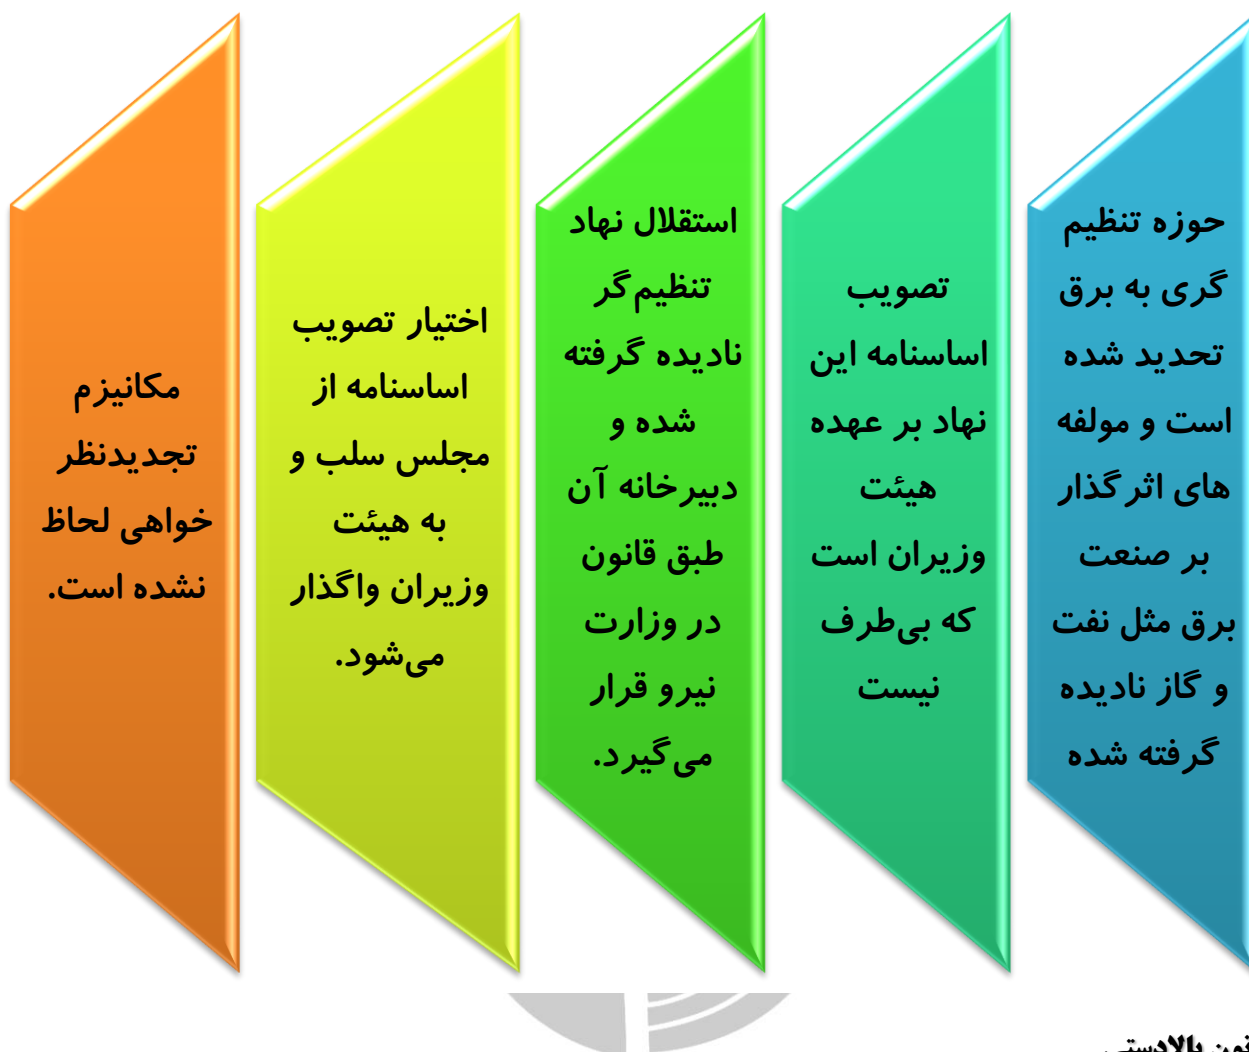 حوزه تنظیم
گری به برق
تحدید شده
است و مولفه
های اثرگذار
بر صنعت
برق مثل نفت
و گاز نادیده
گرفته شده
تصویب
اساسنامه این
نهاد بر عهده
هیئت
وزیران است
که بی‌طرف
نیست
استقلال نهاد
تنظیم‌گر
نادیده گرفته
شده و
دبیرخانه آن
طبق قانون
در وزارت
نیرو قرار
می‌گیرد.
اختیار تصویب
اساسنامه از
مجلس سلب و
به هیئت
وزیران واگذار
می‌شود.
مکانیزم
تجدیدنظر
خواهی لحاظ
نشده است.
بالادستی